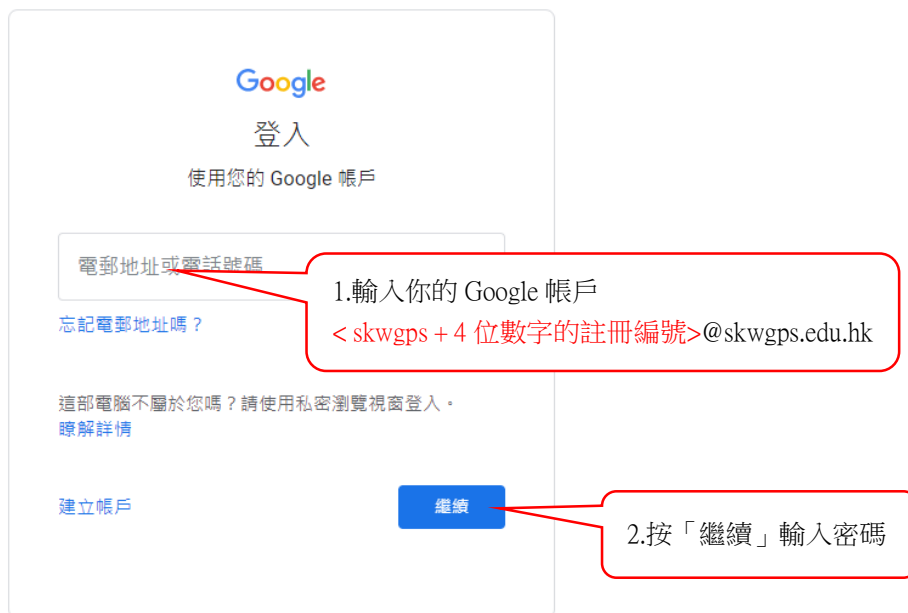 Google
登入
使用您的 Google 帳戶
電郵地址或電話號碼
1.輸入你的 Google 帳戶
< skwgps + 4 位數字的註冊編號>@skwgps.edu.hk
忘記電郵地址嗎？
這部電腦不屬於您嗎？請使用私密瀏覽視窗登入。
瞭解詳情
建立帳戶
繼續
2.按「繼續」輸入密碼